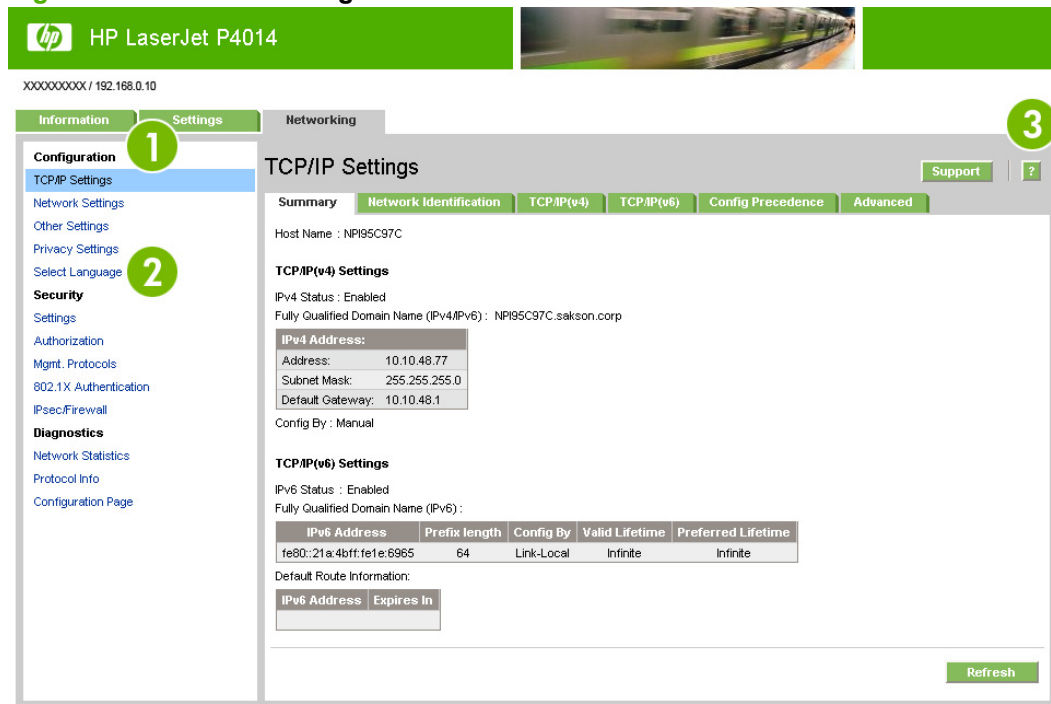 hp HP LaserJet P4014
XXXXXXXXX / 192.168.0.10
Information Settings Networking
1
3
Configuration
TCP/IP Settings
Network Settings
Other Settings
Privacy Settings
Select Language
2
Security
Settings
Authorization
Mgmt. Protocols
802.1X Authentication
IPsec/Firewall
Diagnostics
Network Statistics
Protocol Info
Configuration Page
TCP/IP Settings
Support ?
Summary Network Identification TCP/IP(v4) TCP/IP(v6) Config Precedence Advanced
Host Name : NPI95C97C
TCP/IP(v4) Settings
IPv4 Status : Enabled
Fully Qualified Domain Name (IPv4/IPv6) : NPI95C97C.sakson.corp
IPv4 Address:
Address: 10.10.48.77
Subnet Mask: 255.255.255.0
Default Gateway: 10.10.48.1
Config By : Manual
TCP/IP(v6) Settings
IPv6 Status : Enabled
Fully Qualified Domain Name (IPv6) :
IPv6 Address Prefix length Config By Valid Lifetime Preferred Lifetime
fe80::21a:4bff:fe1e:6965 64 Link-Local Infinite Infinite
Default Route Information:
IPv6 Address Expires In
Refresh